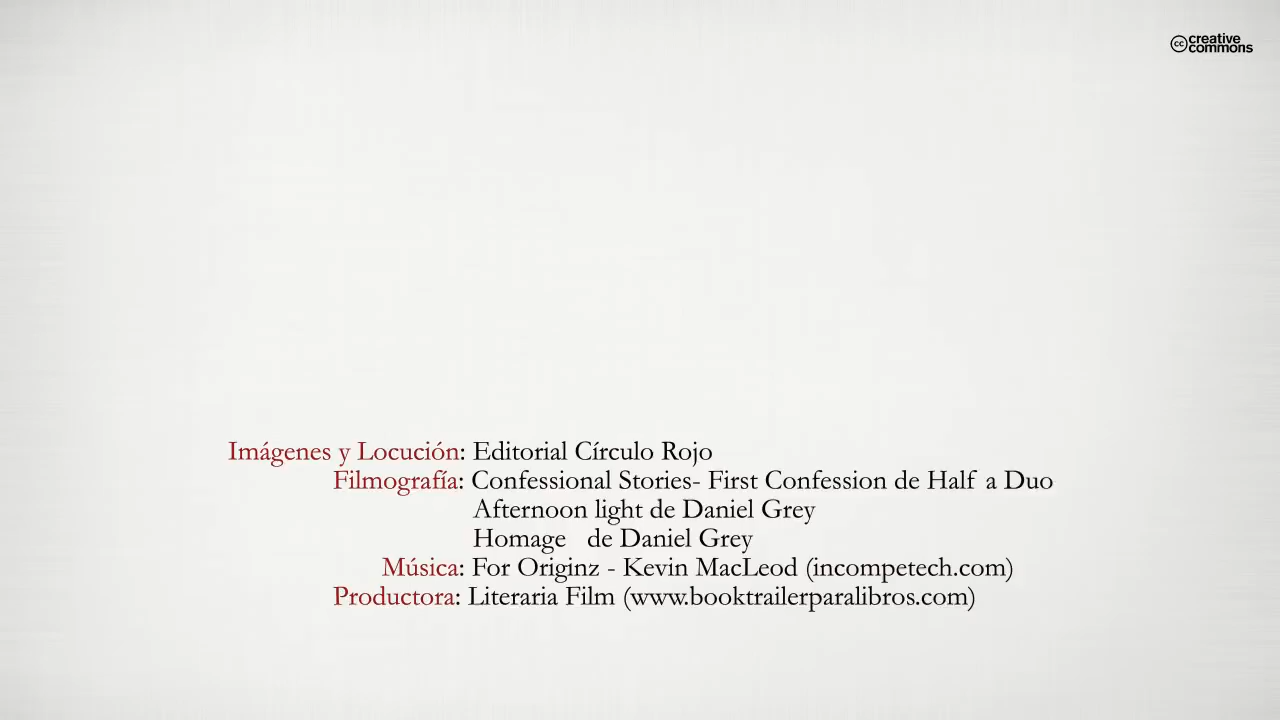 cc creative
commons
Imágenes y Locución: Editorial Círculo Rojo
Filmografía: Confessional Stories- First Confession de Half a Duo
Afternoon light de Daniel Grey
Homage de Daniel Grey
Música: For Originz - Kevin MacLeod (incompetech.com)
Productora: Literaria Film (www.booktrailerparalibros.com)